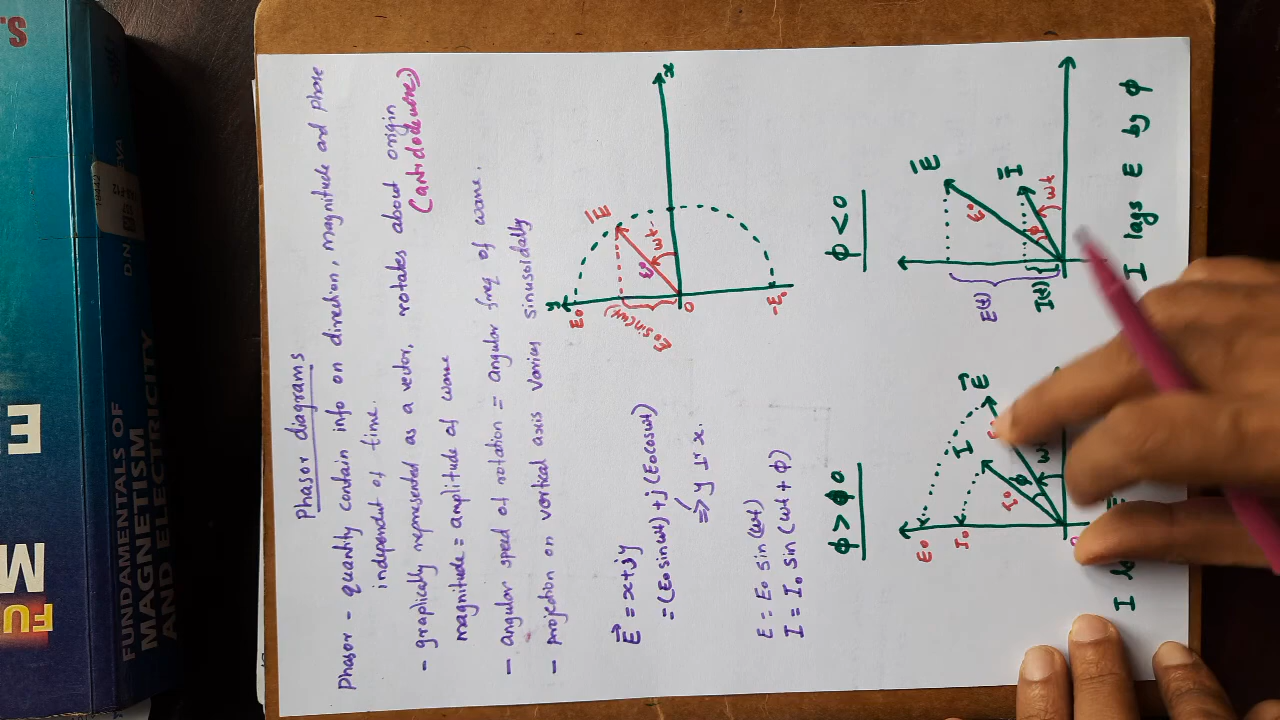 Phasor diagrams
Phasor - quantity contain info on direction, magnitude and phase
independent of time.
- graphically represented as a vector, rotates about origin
(anticlockwise)
magnitude = amplitude of wave
- angular speed of rotation = angular freq of wave.
- projection on vertical axis varies sinusoidally
y
E₀
E̅
x
E₀
ωt
E₀ sin(ωt)
0
-E₀
E⃗ = x + j y
= (E₀ sin ωt) + j (E₀ cos ωt)
⇒ y ⊥r x.
E = E₀ sin (ωt)
I = I₀ sin (ωt + φ)
φ > φ 0
E₀
I₀
I⃗
E⃗
I₀
φ
I
φ < 0
E̅
I̅
E₀
φ
ωt
E(t)
I(t)
I lags E by φ
FUNDAMENTALS OF
MAGNETISM
AND ELECTRICITY
D.N.
FU
M
E
S.